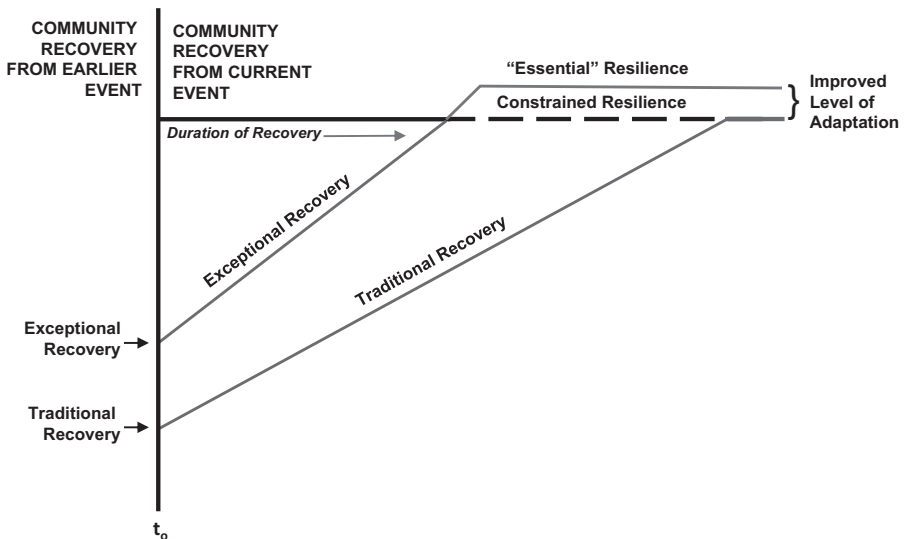 COMMUNITY
RECOVERY
FROM EARLIER
EVENT
COMMUNITY
RECOVERY
FROM CURRENT
EVENT
“Essential” Resilience
Constrained Resilience
Improved
Level of
Adaptation
Duration of Recovery
Exceptional Recovery
Traditional Recovery
Exceptional
Recovery
Traditional
Recovery
to